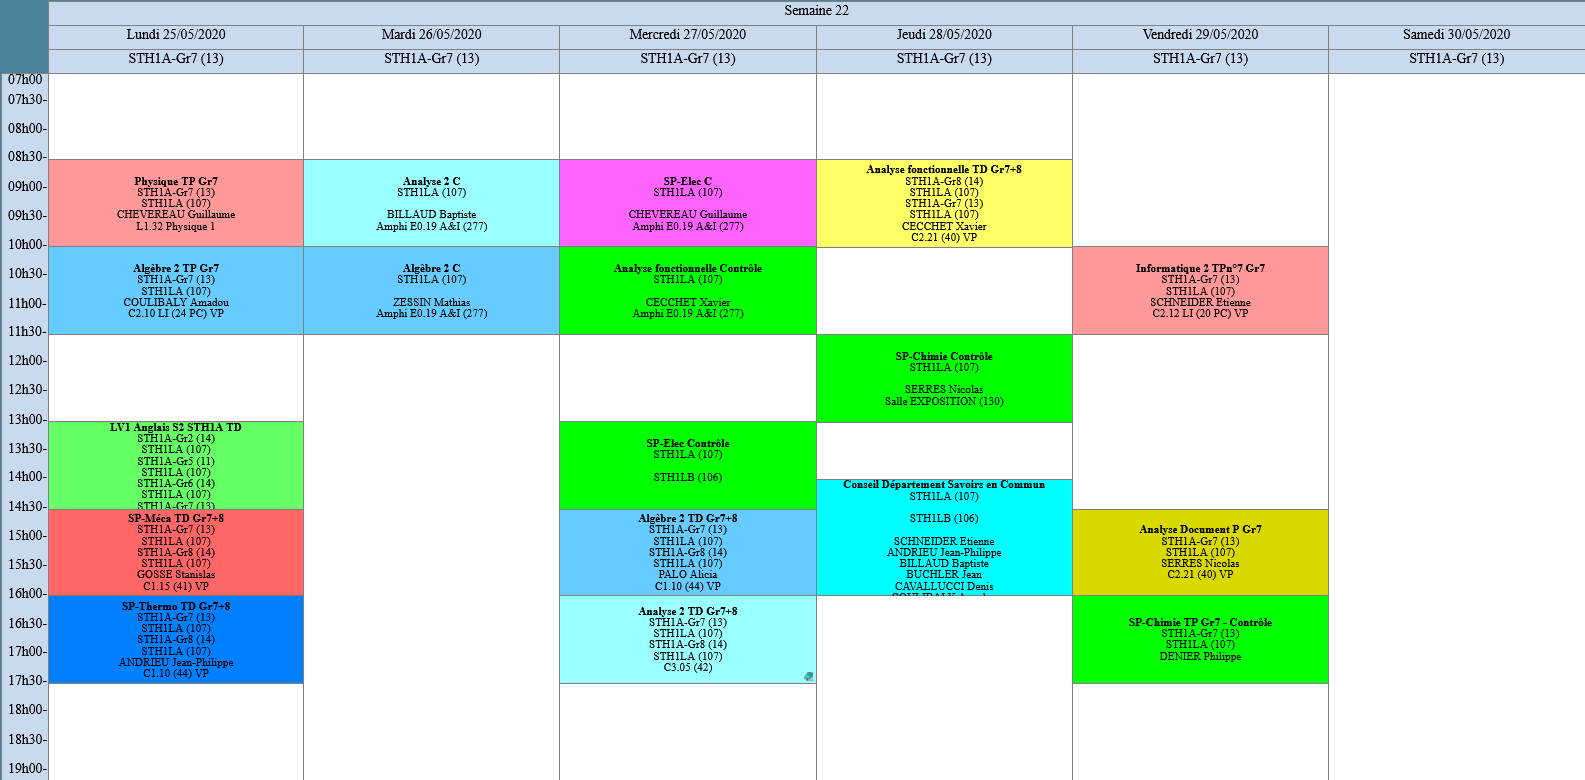 Semaine 22
Lundi 25/05/2020
Mardi 26/05/2020
Mercredi 27/05/2020
Jeudi 28/05/2020
Vendredi 29/05/2020
Samedi 30/05/2020
STH1A-Gr7 (13)
STH1A-Gr7 (13)
STH1A-Gr7 (13)
STH1A-Gr7 (13)
STH1A-Gr7 (13)
STH1A-Gr7 (13)
07h00
07h30-
08h00-
08h30-
09h00-
09h30-
10h00-
10h30-
11h00-
11h30-
12h00-
12h30-
13h00-
13h30-
14h00-
14h30-
15h00-
15h30-
16h00-
16h30-
17h00-
17h30-
18h00-
18h30-
19h00-
Physique TP Gr7
STH1A-Gr7 (13)
STH1LA (107)
CHEVEREAU Guillaume
L1.32 Physique 1
Algèbre 2 TP Gr7
STH1A-Gr7 (13)
STH1LA (107)
COULIBALY Amadou
C2.10 LI (24 PC) VP
LV1 Anglais S2 STH1A TD
STH1A-Gr2 (14)
STH1LA (107)
STH1A-Gr5 (11)
STH1LA (107)
STH1A-Gr6 (14)
STH1LA (107)
STH1A-Gr7 (13)
SP-Méca TD Gr7+8
STH1A-Gr7 (13)
STH1LA (107)
STH1A-Gr8 (14)
STH1LA (107)
GOSSE Stanislas
C1.15 (41) VP
SP-Thermo TD Gr7+8
STH1A-Gr7 (13)
STH1LA (107)
STH1A-Gr8 (14)
STH1LA (107)
ANDRIEU Jean-Philippe
C1.10 (44) VP
Analyse 2 C
STH1LA (107)
BILLAUD Baptiste
Amphi E0.19 A&I (277)
Algèbre 2 C
STH1LA (107)
ZESSIN Mathias
Amphi E0.19 A&I (277)
SP-Elec C
STH1LA (107)
CHEVEREAU Guillaume
Amphi E0.19 A&I (277)
Analyse fonctionnelle Contrôle
STH1LA (107)
CECCHET Xavier
Amphi E0.19 A&I (277)
SP-Elec Contrôle
STH1LA (107)
STH1LB (106)
Algèbre 2 TD Gr7+8
STH1A-Gr7 (13)
STH1LA (107)
STH1A-Gr8 (14)
STH1LA (107)
PALO Alicia
C1.10 (44) VP
Analyse 2 TD Gr7+8
STH1A-Gr7 (13)
STH1LA (107)
STH1A-Gr8 (14)
STH1LA (107)
C3.05 (42)
Analyse fonctionnelle TD Gr7+8
STH1A-Gr8 (14)
STH1LA (107)
STH1A-Gr7 (13)
STH1LA (107)
CECCHET Xavier
C2.21 (40) VP
SP-Chimie Contrôle
STH1LA (107)
SERRES Nicolas
Salle EXPOSITION (130)
Conseil Département Savoirs en Commun
STH1LA (107)
STH1LB (106)
SCHNEIDER Etienne
ANDRIEU Jean-Philippe
BILLAUD Baptiste
BUCHLER Jean
CAVALLUCCI Denis
Informatique 2 TPn°7 Gr7
STH1A-Gr7 (13)
STH1LA (107)
SCHNEIDER Etienne
C2.12 LI (20 PC) VP
Analyse Document P Gr7
STH1A-Gr7 (13)
STH1LA (107)
SERRES Nicolas
C2.21 (40) VP
SP-Chimie TP Gr7 - Contrôle
STH1A-Gr7 (13)
STH1LA (107)
DENIER Philippe